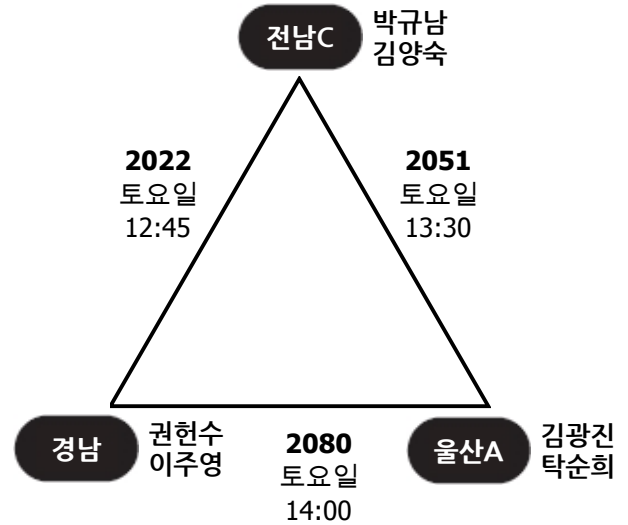 전남C
박규남
김양숙
2022
토요일
12:45
2051
토요일
13:30
경남
권헌수
이주영
2080
토요일
14:00
울산A
김광진
탁순희